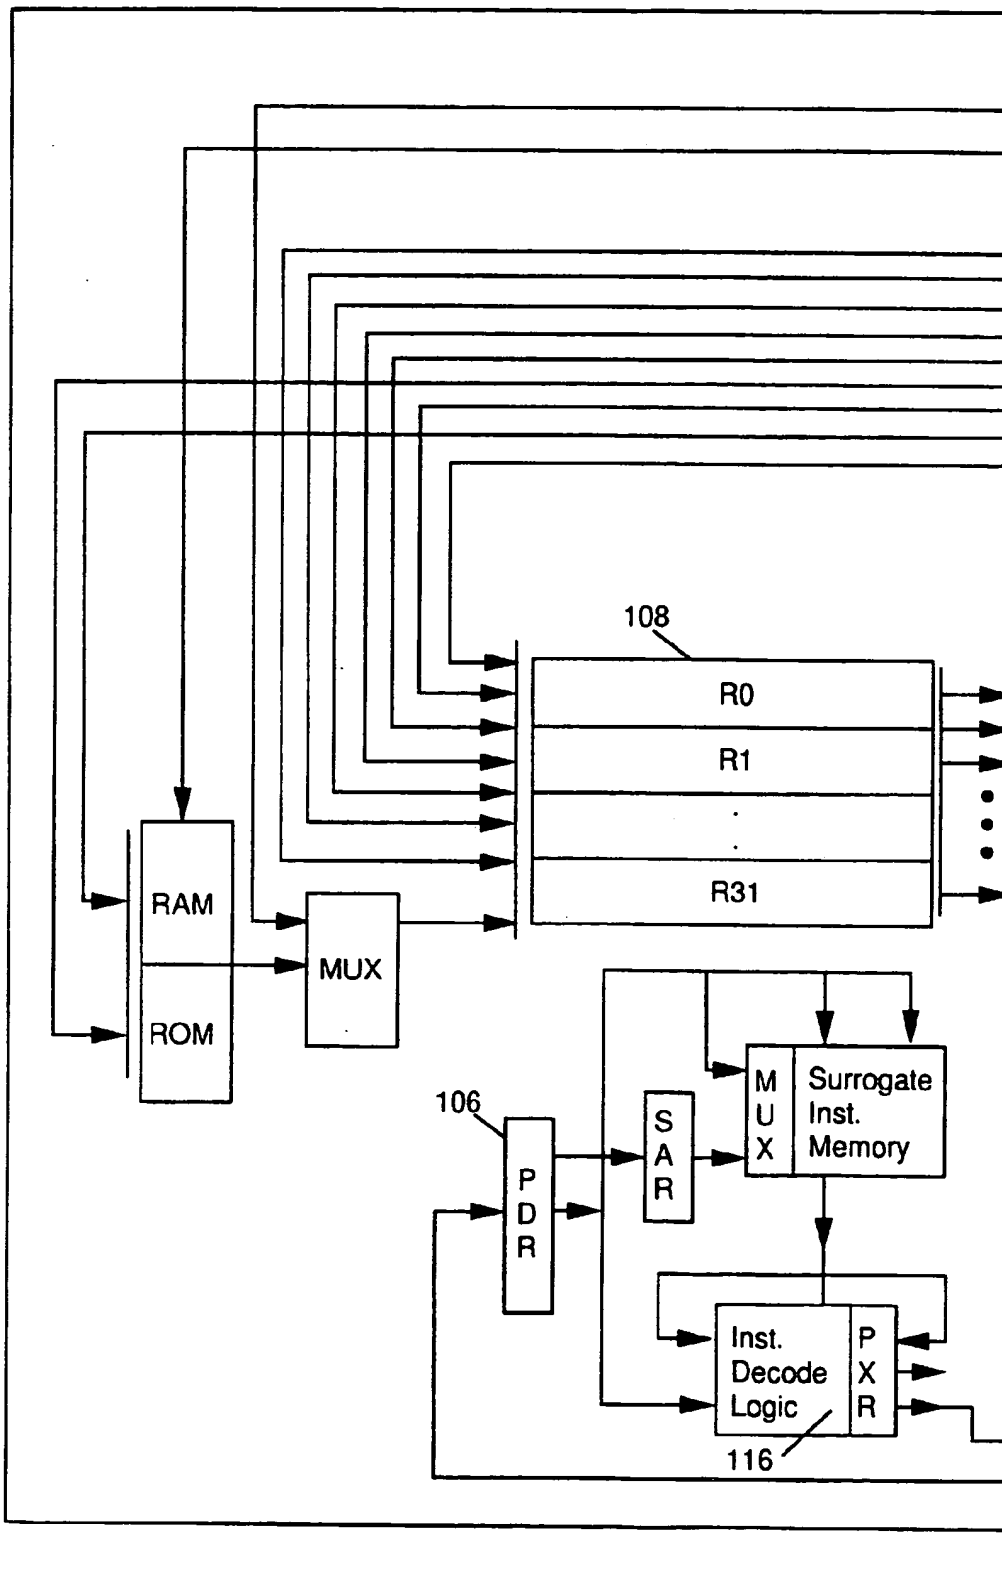 108
R0
R1
R31
RAM
ROM
MUX
106
P
D
R
S
A
R
M
U
X
Surrogate
Inst.
Memory
Inst.
Decode
Logic
P
X
R
116